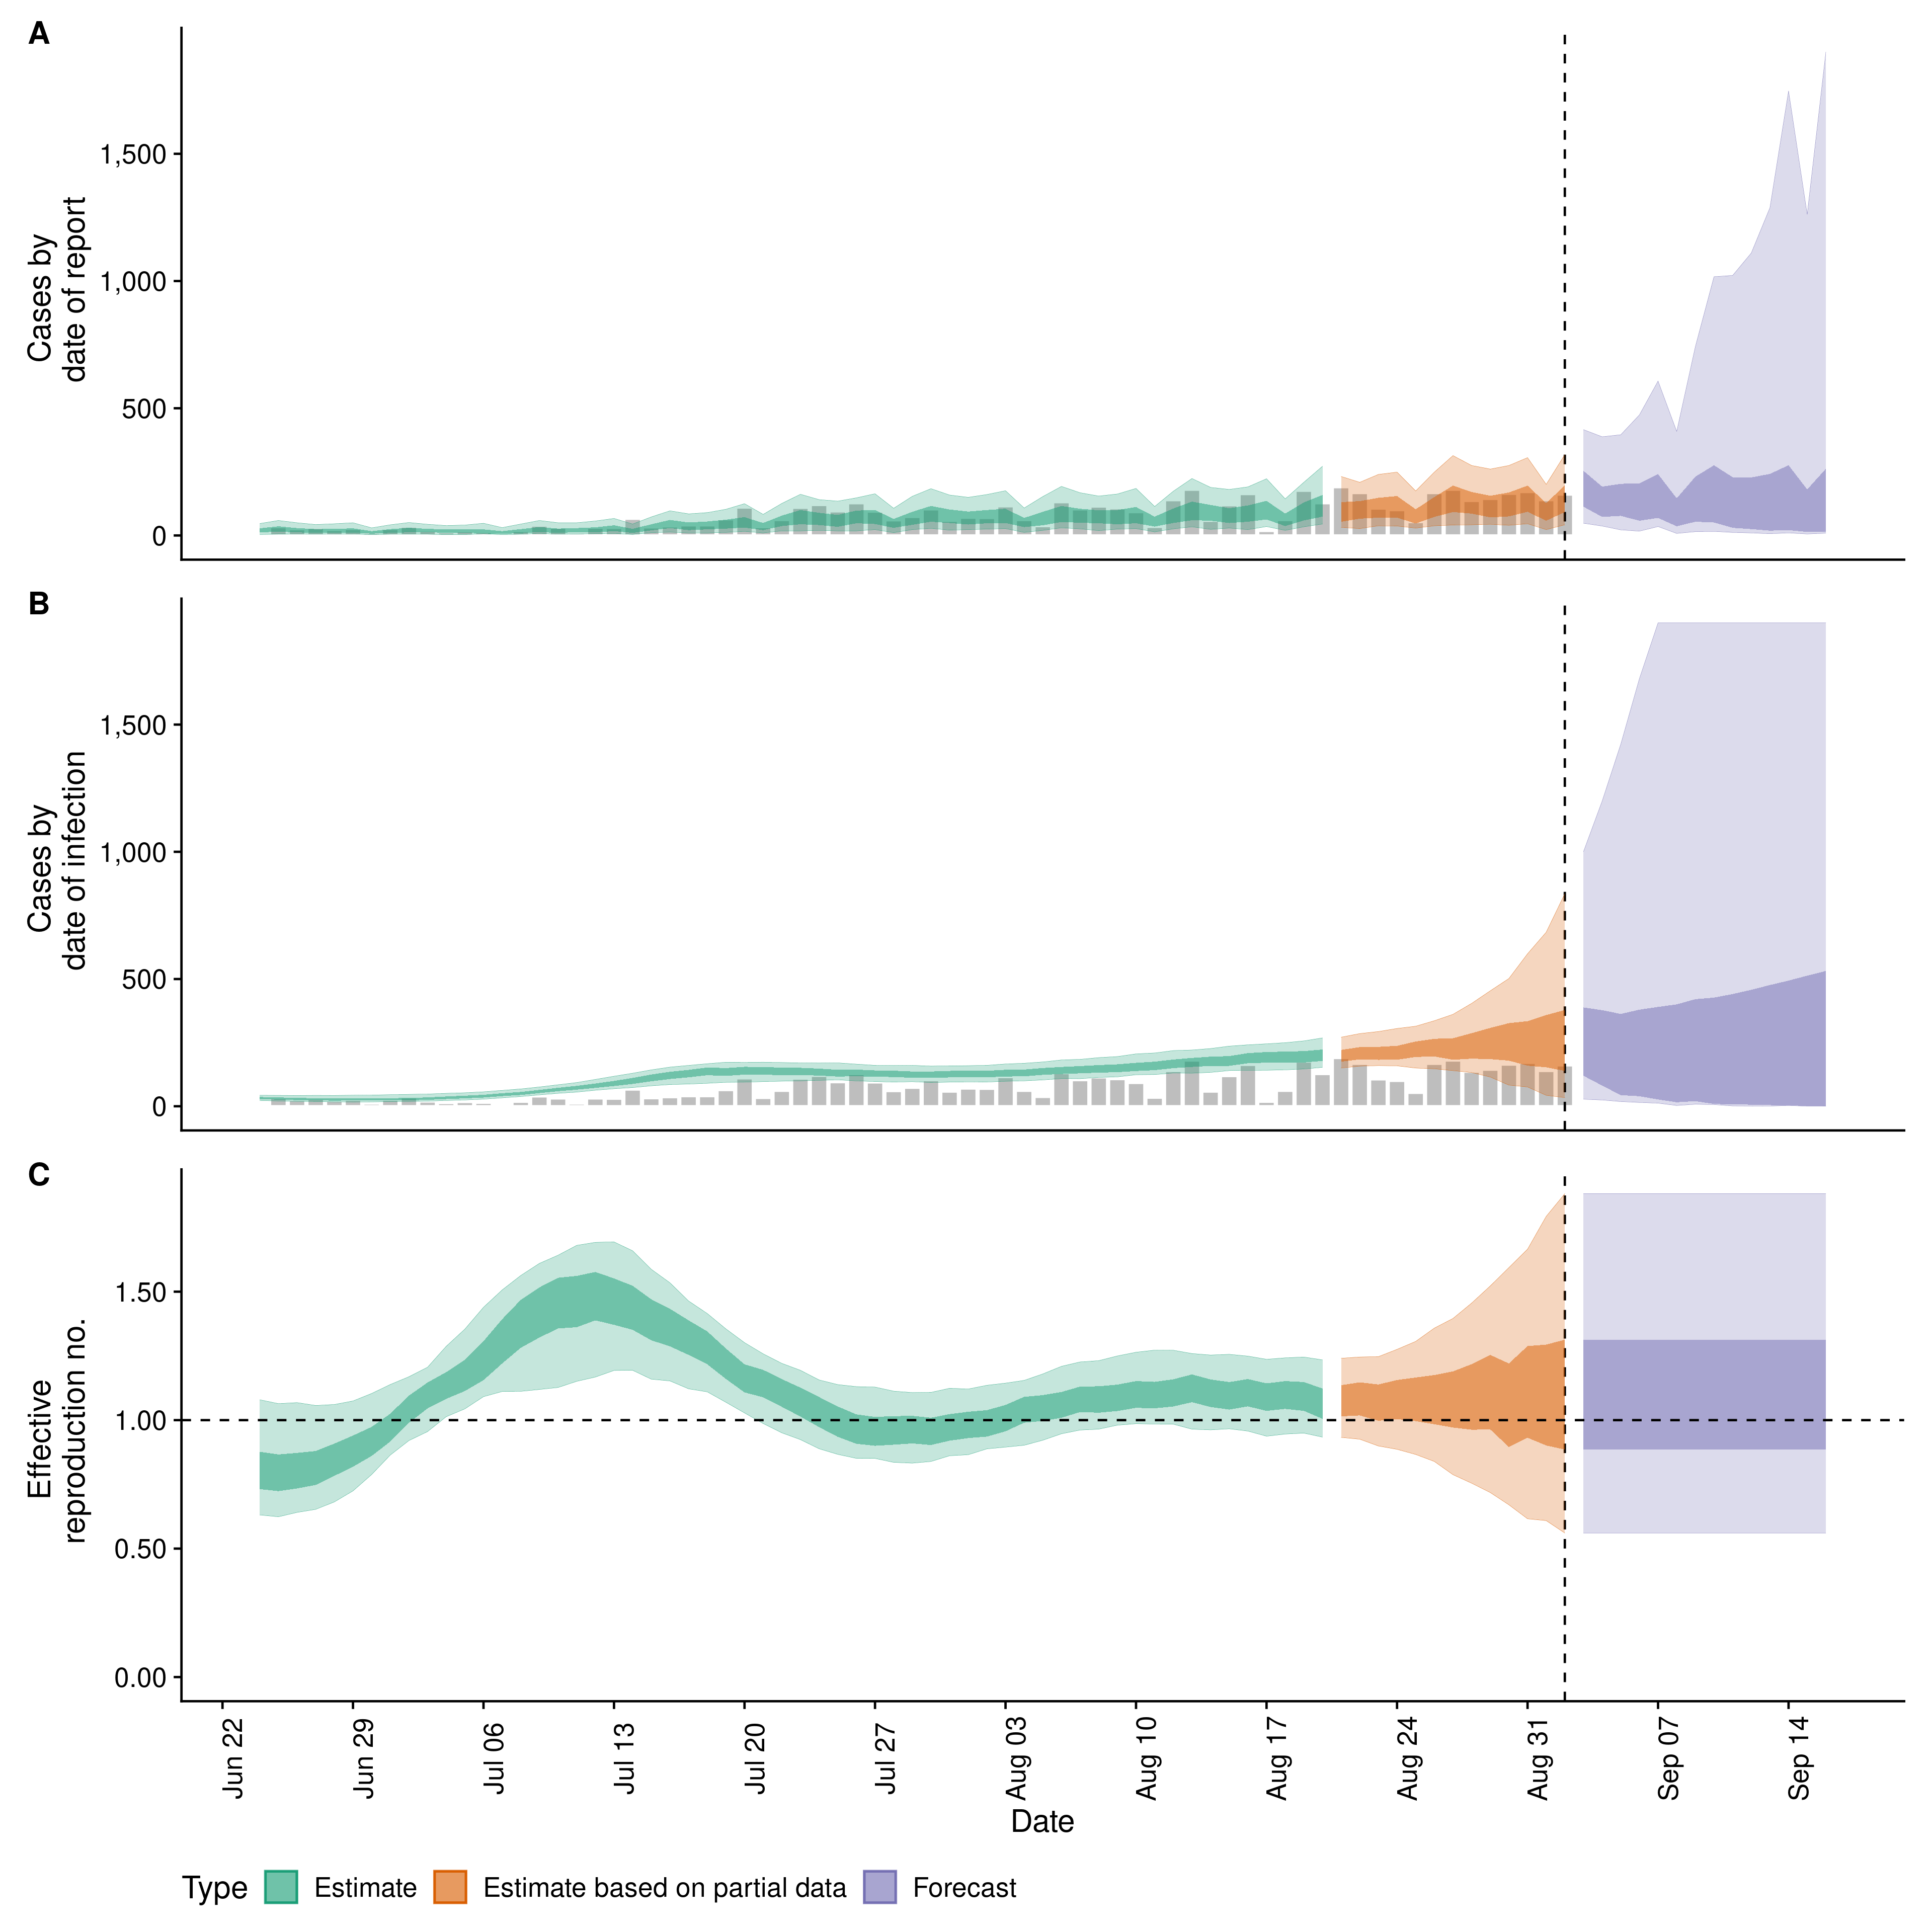 A
Cases by
date of report
1,500
1,000
500
0
B
Cases by
date of infection
1,500
1,000
500
0
C
Effective
reproduction no.
1.50
1.00
0.50
0.00
Jun 22
Jun 29
Jul 06
Jul 13
Jul 20
Jul 27
Aug 03
Aug 10
Aug 17
Aug 24
Aug 31
Sep 07
Sep 14
Date
Type Estimate Estimate based on partial data Forecast